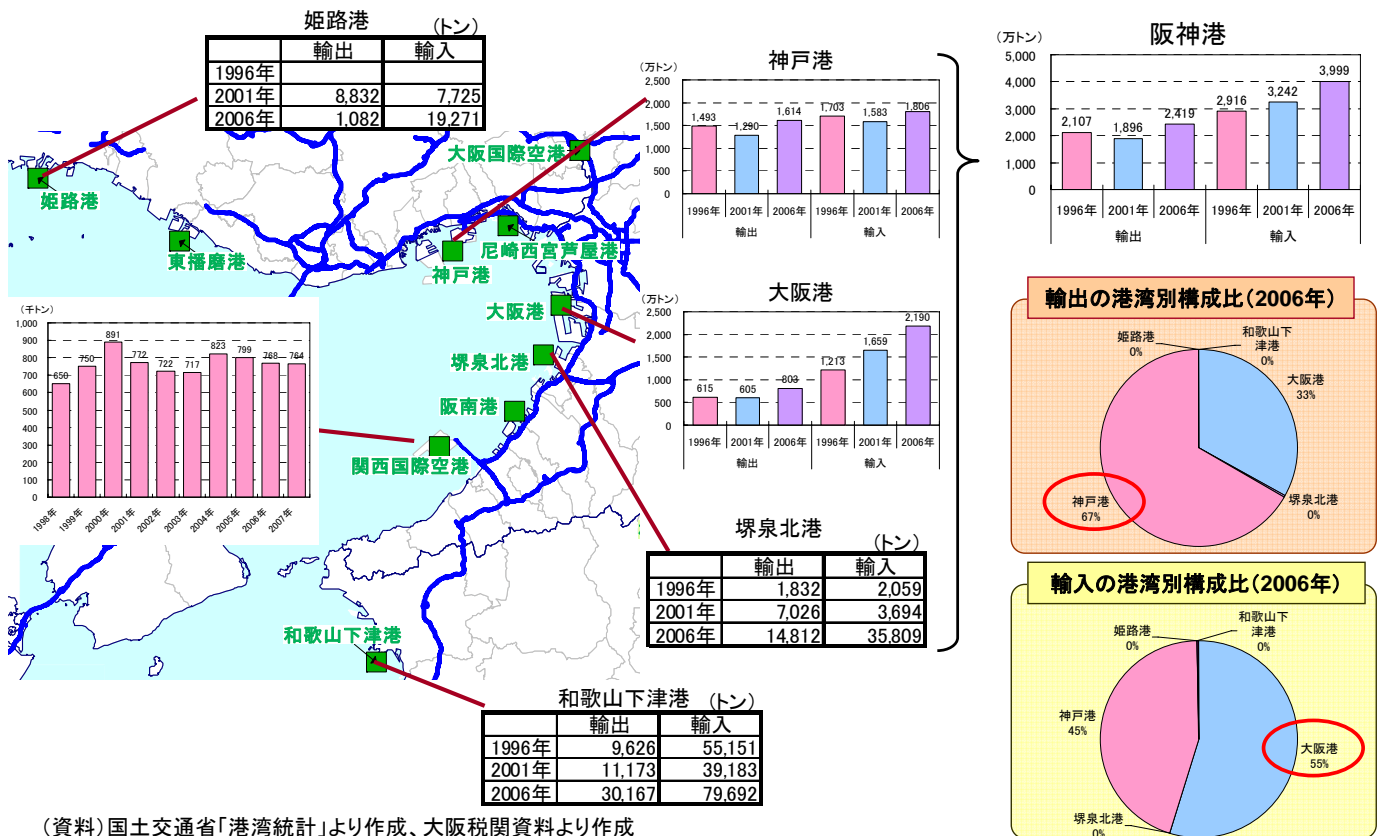 姫路港
(トン)
輸出 輸入
1996年
2001年 8,832 7,725
2006年 1,082 19,271
神戸港
(万トン)
2,500
2,000
1,500
1,000
500
0
1,493
1,290
1,614
1,703
1,583
1,806
1996年 2001年 2006年 1996年 2001年 2006年
輸出 輸入
阪神港
(万トン)
5,000
4,000
3,000
2,000
1,000
0
2,107
1,896
2,419
2,916
3,242
3,999
1996年 2001年 2006年 1996年 2001年 2006年
輸出 輸入
大阪国際空港
姫路港
東播磨港
神戸港
尼崎西宮芦屋港
大阪港
堺泉北港
阪南港
関西国際空港
和歌山下津港
(千トン)
1,000
900
800
700
600
500
400
300
200
100
0
650
750
891
772
722
717
823
799
768
764
1998年 1999年 2000年 2001年 2002年 2003年 2004年 2005年 2006年 2007年
大阪港
(万トン)
2,500
2,000
1,500
1,000
500
0
615
605
803
1,213
1,659
2,190
1996年 2001年 2006年 1996年 2001年 2006年
輸出 輸入
堺泉北港
(トン)
輸出 輸入
1996年 1,832 2,059
2001年 7,026 3,694
2006年 14,812 35,809
和歌山下津港 (トン)
輸出 輸入
1996年 9,626 55,151
2001年 11,173 39,183
2006年 30,167 79,692
輸出の港湾別構成比(2006年)
姫路港
0%
和歌山下
津港
0%
大阪港
33%
堺泉北港
0%
神戸港
67%
輸入の港湾別構成比(2006年)
姫路港
0%
和歌山下
津港
0%
神戸港
45%
大阪港
55%
堺泉北港
0%
(資料)国土交通省「港湾統計」より作成、大阪税関資料より作成